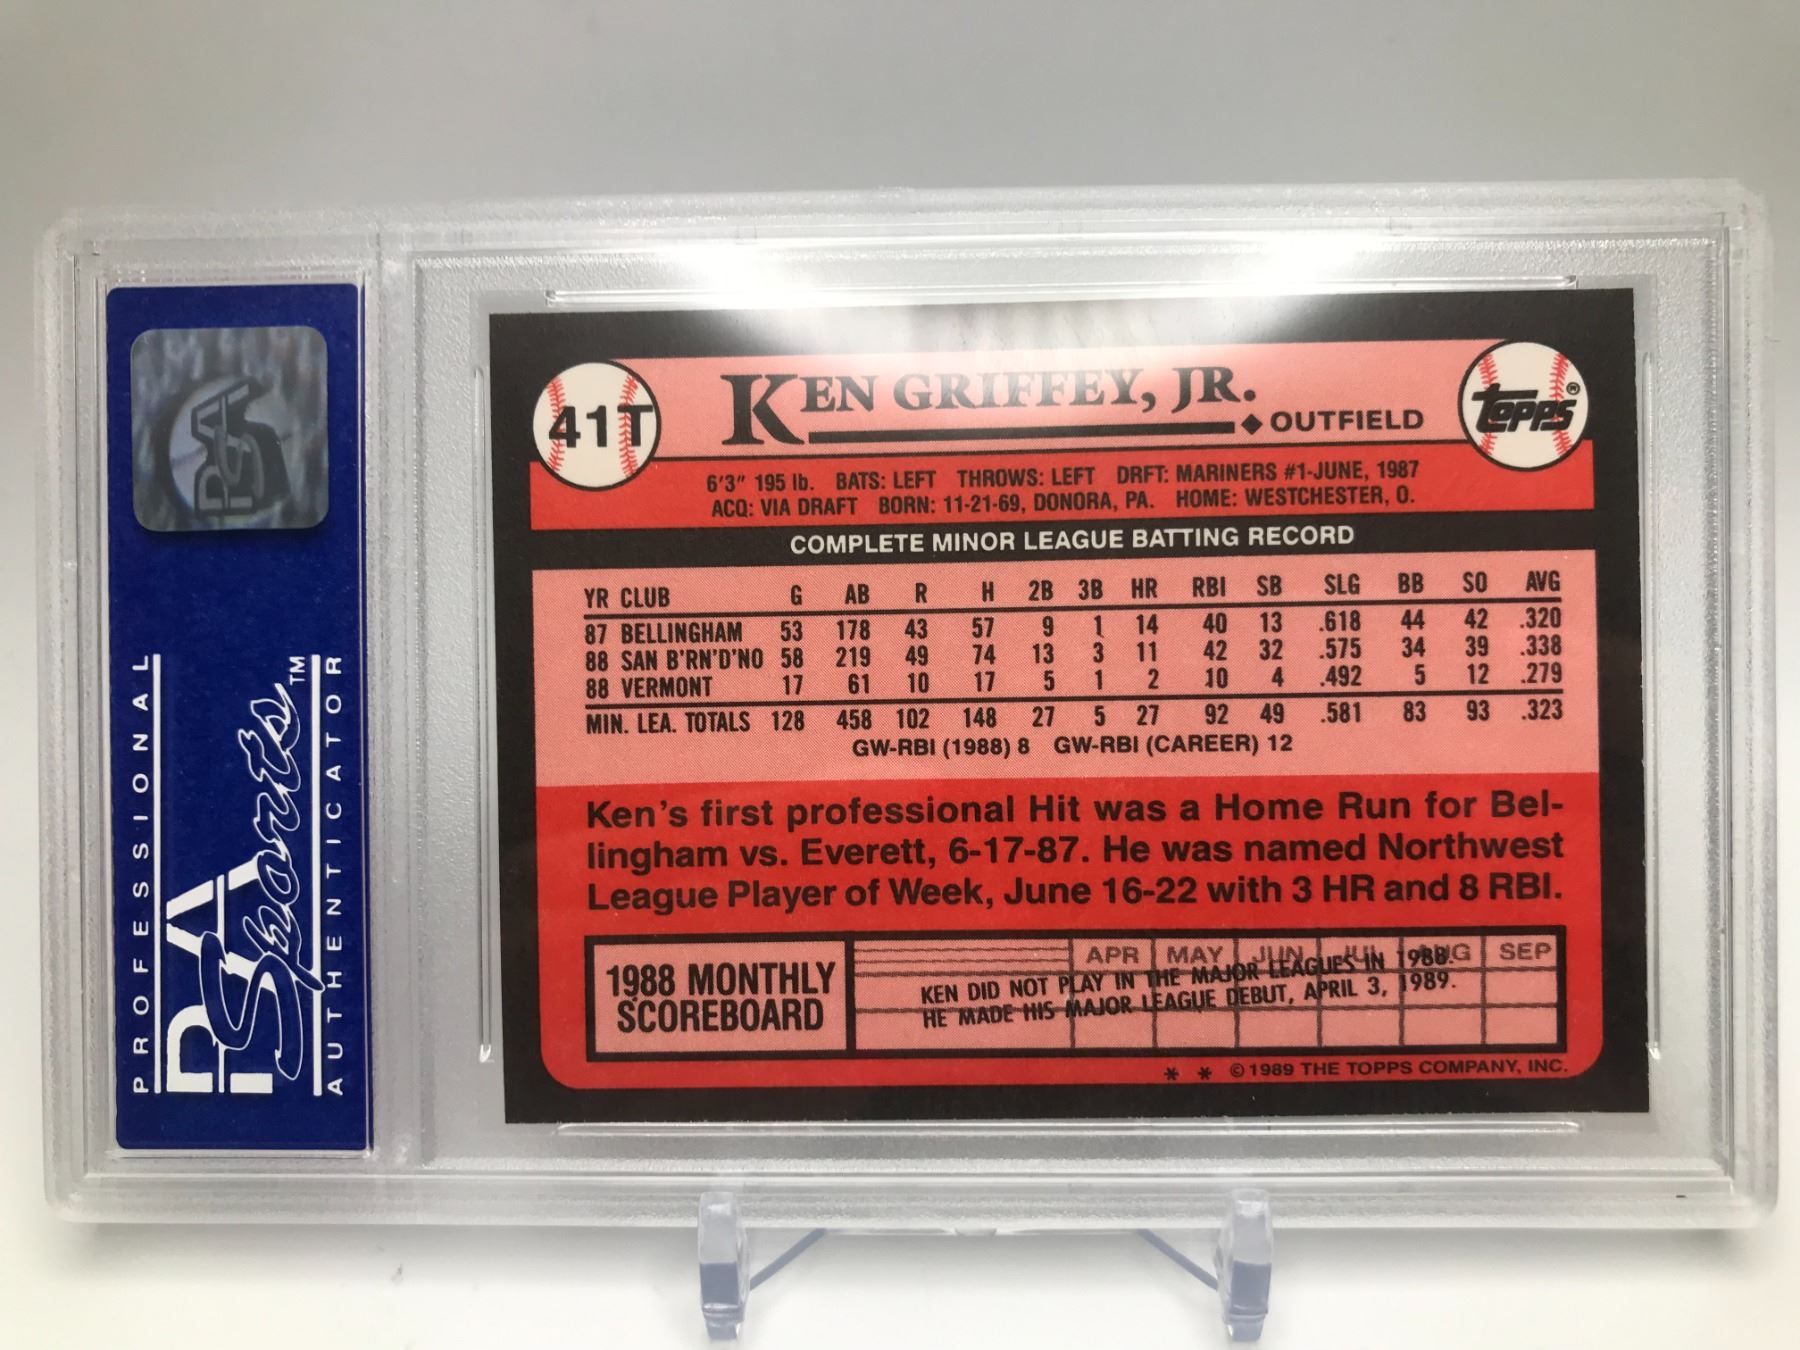 PSA
PROFESSIONAL
PSA Sports™
AUTHENTICATOR
41T
KEN GRIFFEY, JR.
◆OUTFIELD
TOPPS®
6'3" 195 lb. BATS: LEFT THROWS: LEFT DRFT: MARINERS #1-JUNE, 1987
ACQ: VIA DRAFT BORN: 11-21-69, DONORA, PA. HOME: WESTCHESTER, O.
COMPLETE MINOR LEAGUE BATTING RECORD
YR CLUB G AB R H 2B 3B HR RBI SB SLG BB SO AVG
87 BELLINGHAM 53 178 43 57 9 1 14 40 13 .618 44 42 .320
88 SAN B'RN'D'NO 58 219 49 74 13 3 11 42 32 .575 34 39 .338
88 VERMONT 17 61 10 17 5 1 2 10 4 .492 5 12 .279
MIN. LEA. TOTALS 128 458 102 148 27 5 27 92 49 .581 83 93 .323
GW-RBI (1988) 8 GW-RBI (CAREER) 12
Ken's first professional Hit was a Home Run for Bel-
lingham vs. Everett, 6-17-87. He was named Northwest
League Player of Week, June 16-22 with 3 HR and 8 RBI.
1988 MONTHLY
SCOREBOARD
APR MAY JUN JUL AUG SEP
KEN DID NOT PLAY IN THE MAJOR LEAGUES IN 1988.
HE MADE HIS MAJOR LEAGUE DEBUT, APRIL 3, 1989.
* * © 1989 THE TOPPS COMPANY, INC.